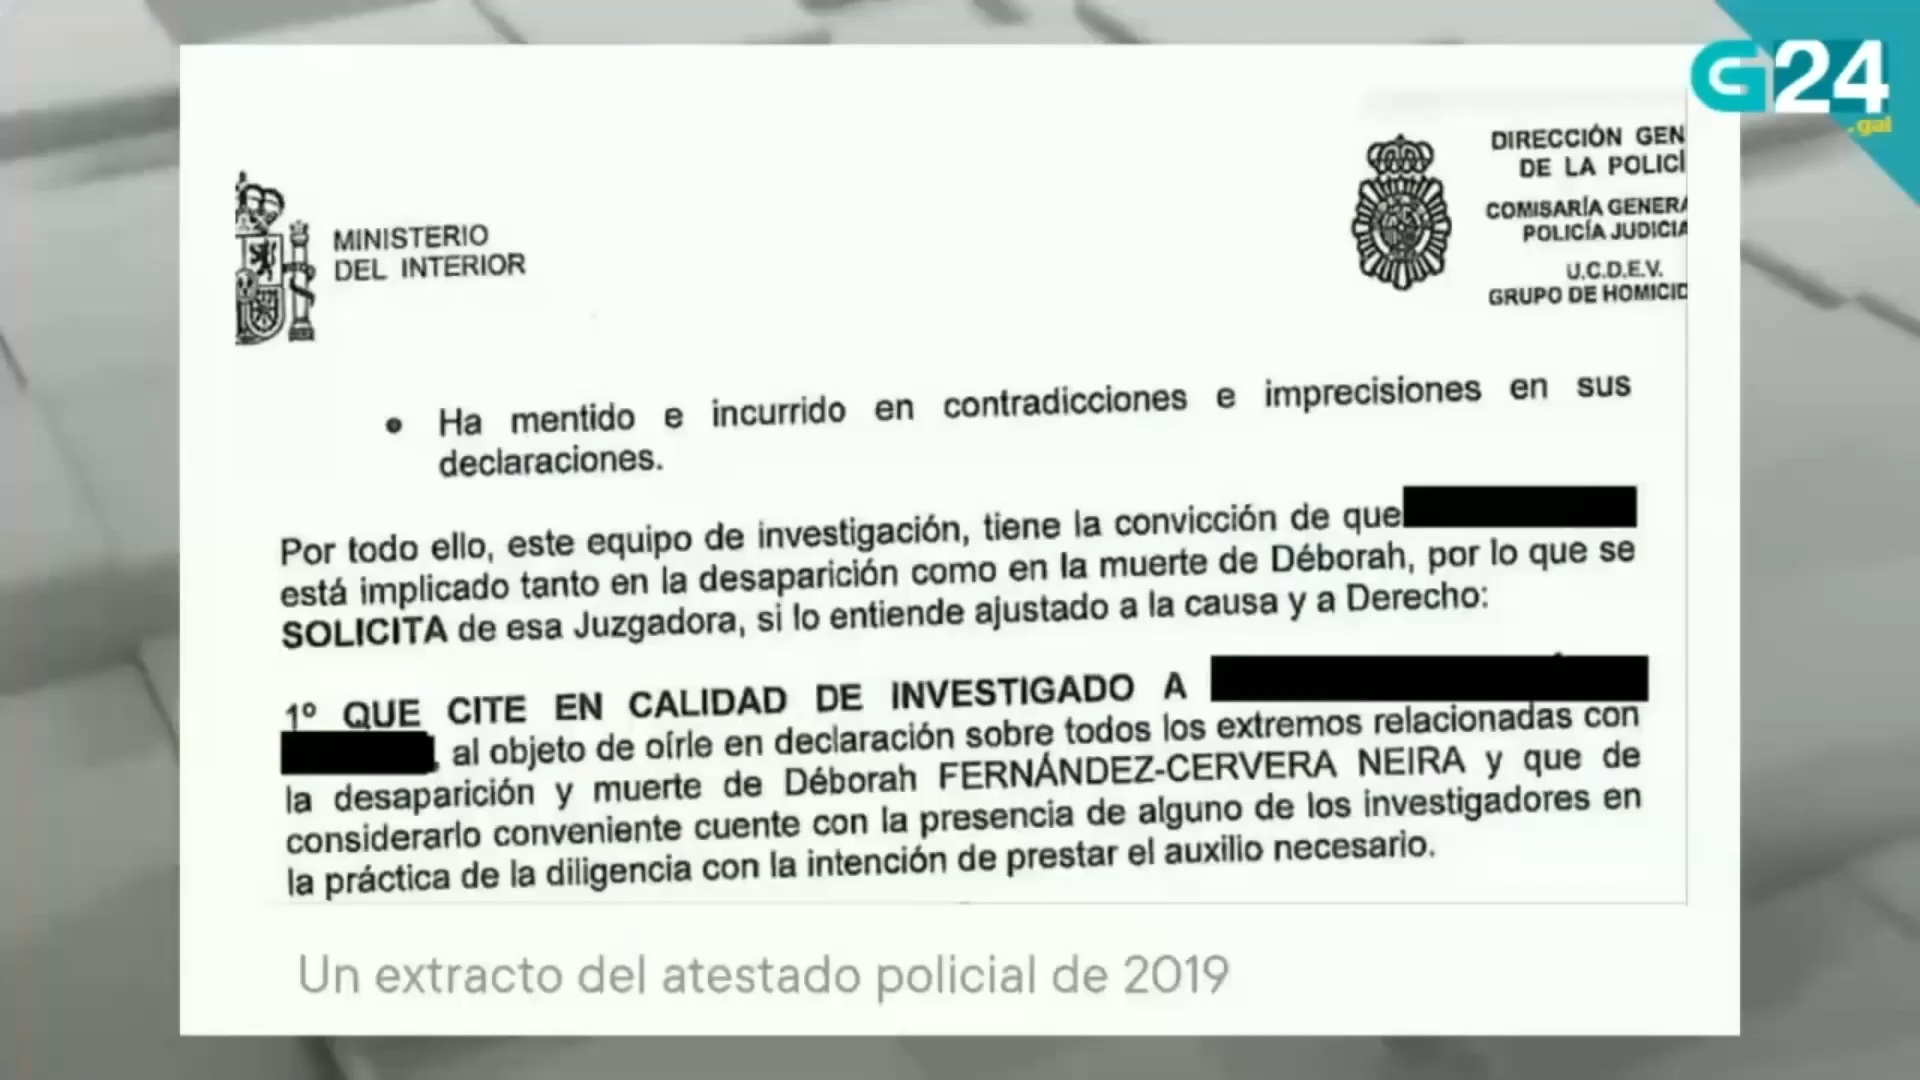 G24
.gal
MINISTERIO
DEL INTERIOR
DIRECCIÓN GEN
DE LA POLICÍ
COMISARÍA GENERA
POLICÍA JUDICIA
U.C.D.E.V.
GRUPO DE HOMICID
• Ha mentido e incurrido en contradicciones e imprecisiones en sus
declaraciones.
Por todo ello, este equipo de investigación, tiene la convicción de que
está implicado tanto en la desaparición como en la muerte de Déborah, por lo que se
SOLICITA de esa Juzgadora, si lo entiende ajustado a la causa y a Derecho:
1º QUE CITE EN CALIDAD DE INVESTIGADO A
, al objeto de oírle en declaración sobre todos los extremos relacionadas con
la desaparición y muerte de Déborah FERNÁNDEZ-CERVERA NEIRA y que de
considerarlo conveniente cuente con la presencia de alguno de los investigadores en
la práctica de la diligencia con la intención de prestar el auxilio necesario.
Un extracto del atestado policial de 2019